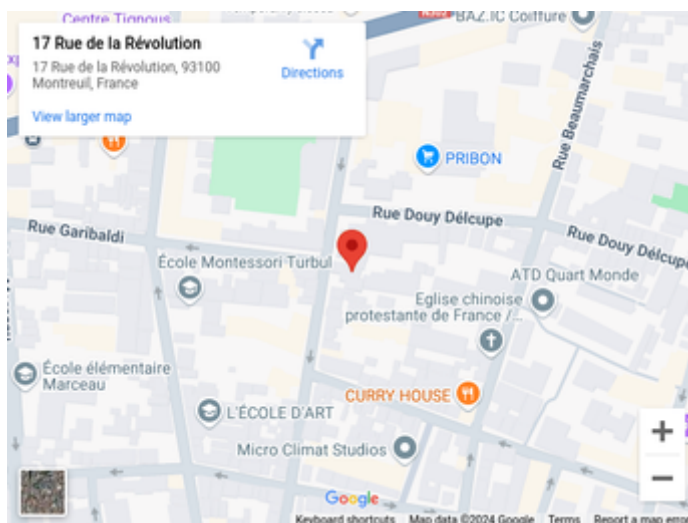 Centre Tignous
BAZ.IC Coiffure
17 Rue de la Révolution
17 Rue de la Révolution, 93100
Montreuil, France
Directions
View larger map
Rue Beaumarchais
PRIBON
Rue Douy Délcupe
Rue Garibaldi
Rue Douy Délcupe
École Montessori Turbul
ATD Quart Monde
Eglise chinoise
protestante de France /...
École élémentaire
Marceau
CURRY HOUSE
L'ÉCOLE D'ART
Micro Climat Studios
+
−
Google
Keyboard shortcuts
Map data ©2024 Google
Terms
Report a map error